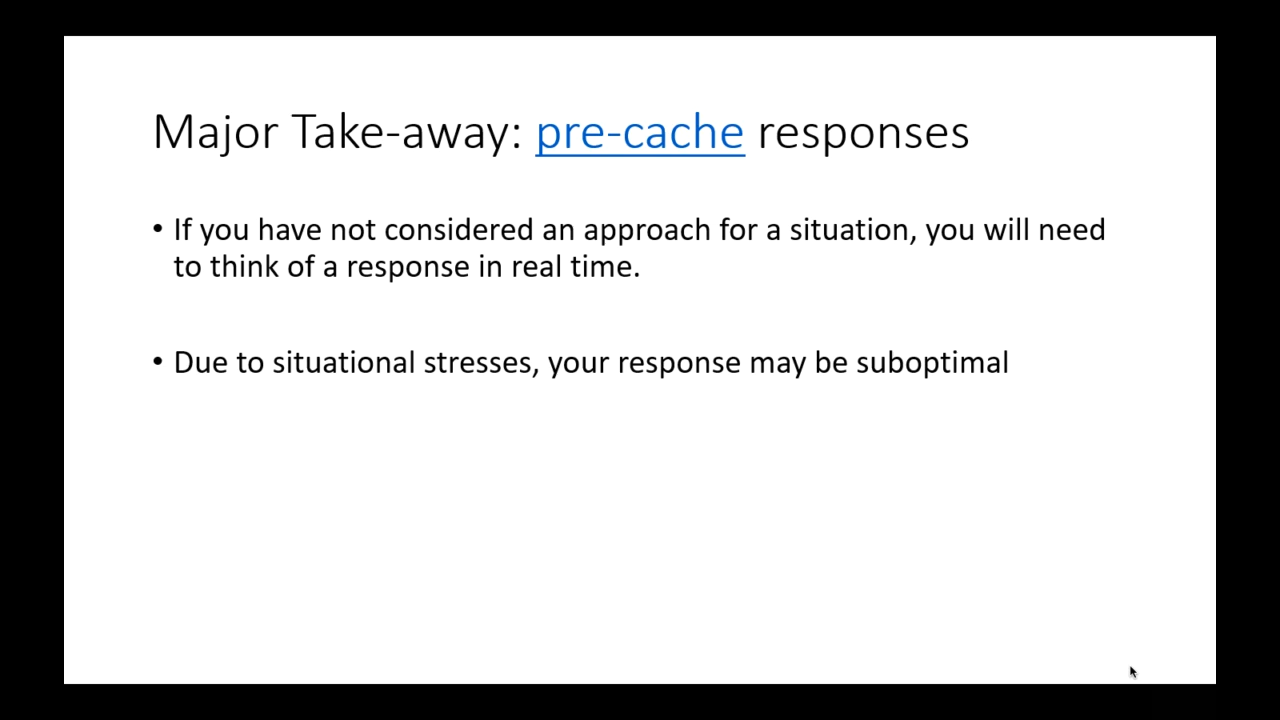 Major Take-away: pre-cache responses
• If you have not considered an approach for a situation, you will need
to think of a response in real time.
• Due to situational stresses, your response may be suboptimal